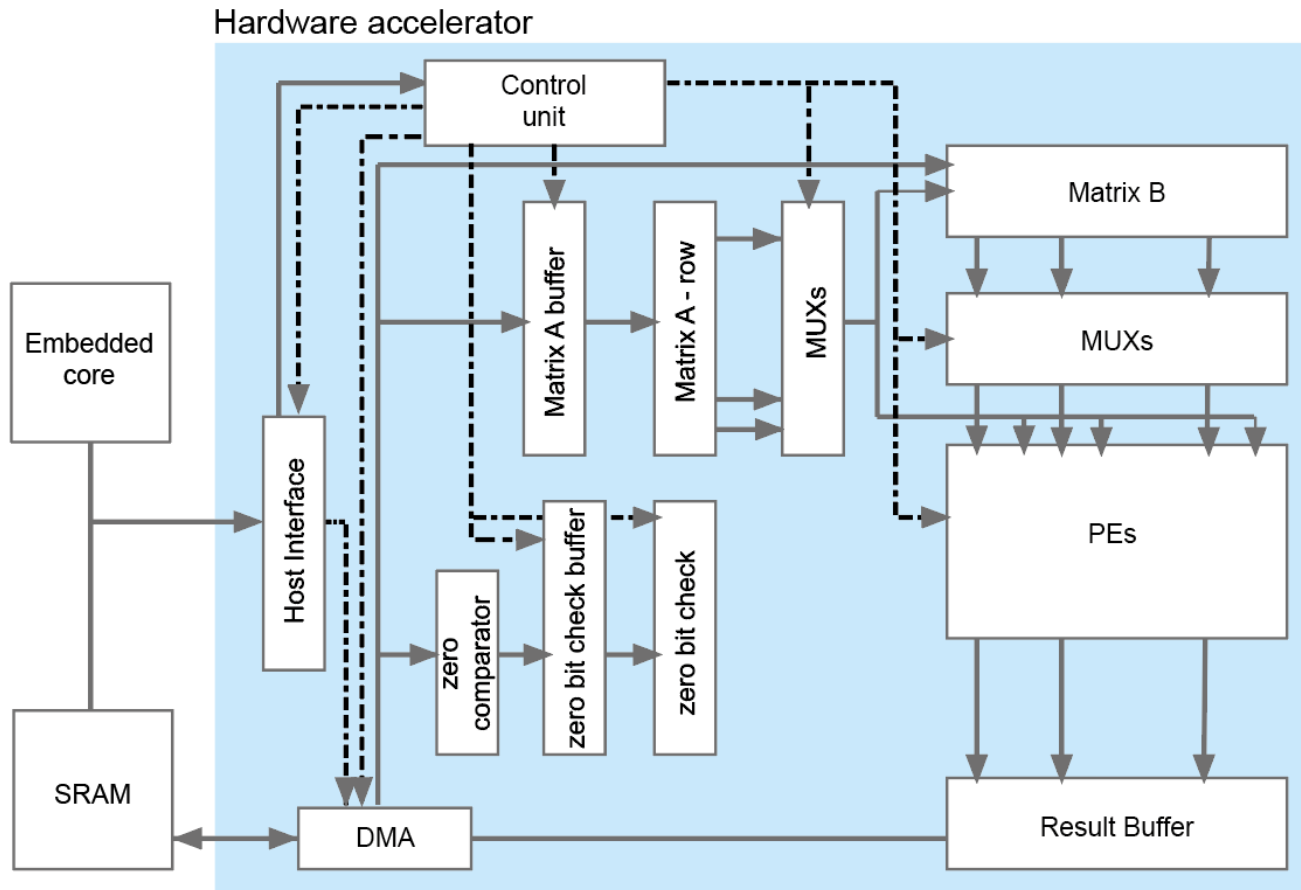 Hardware accelerator
Control
unit
Matrix B
Matrix A buffer
Matrix A - row
MUXs
MUXs
Embedded
core
Host Interface
zero
comparator
zero bit check buffer
zero bit check
PEs
SRAM
DMA
Result Buffer